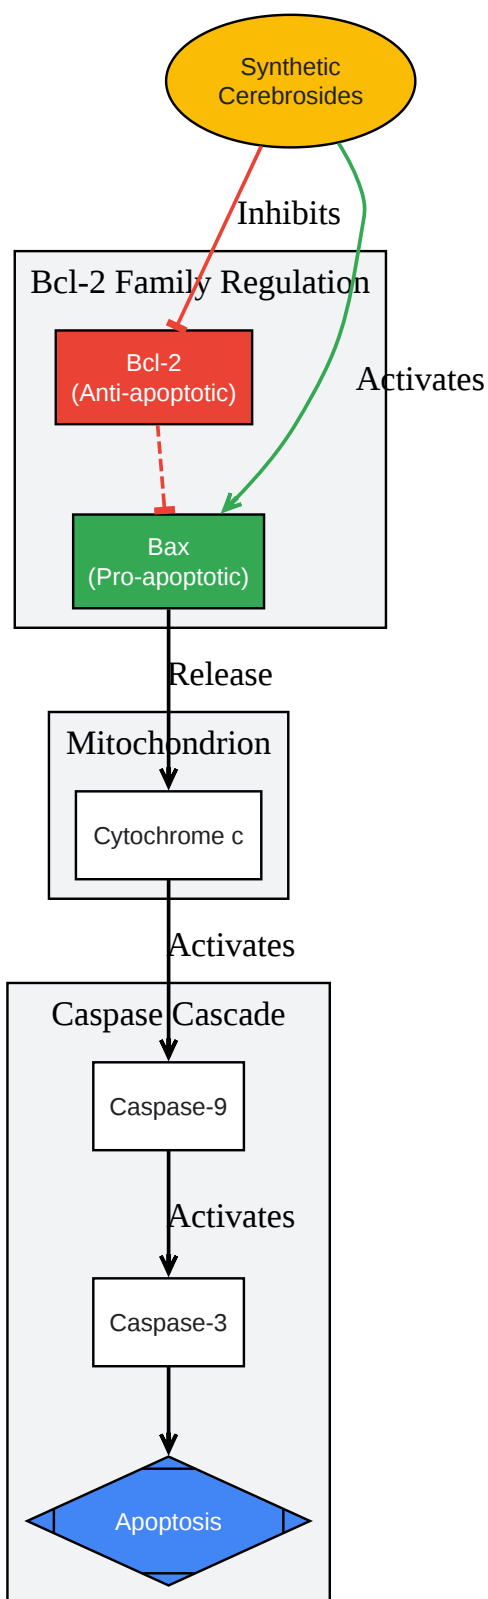 Synthetic
Cerebrosides
Inhibits
Bcl-2 Family Regulation
Bcl-2
(Anti-apoptotic)
Activates
Bax
(Pro-apoptotic)
Release
Mitochondrion
Cytochrome c
Activates
Caspase Cascade
Caspase-9
Activates
Caspase-3
Apoptosis